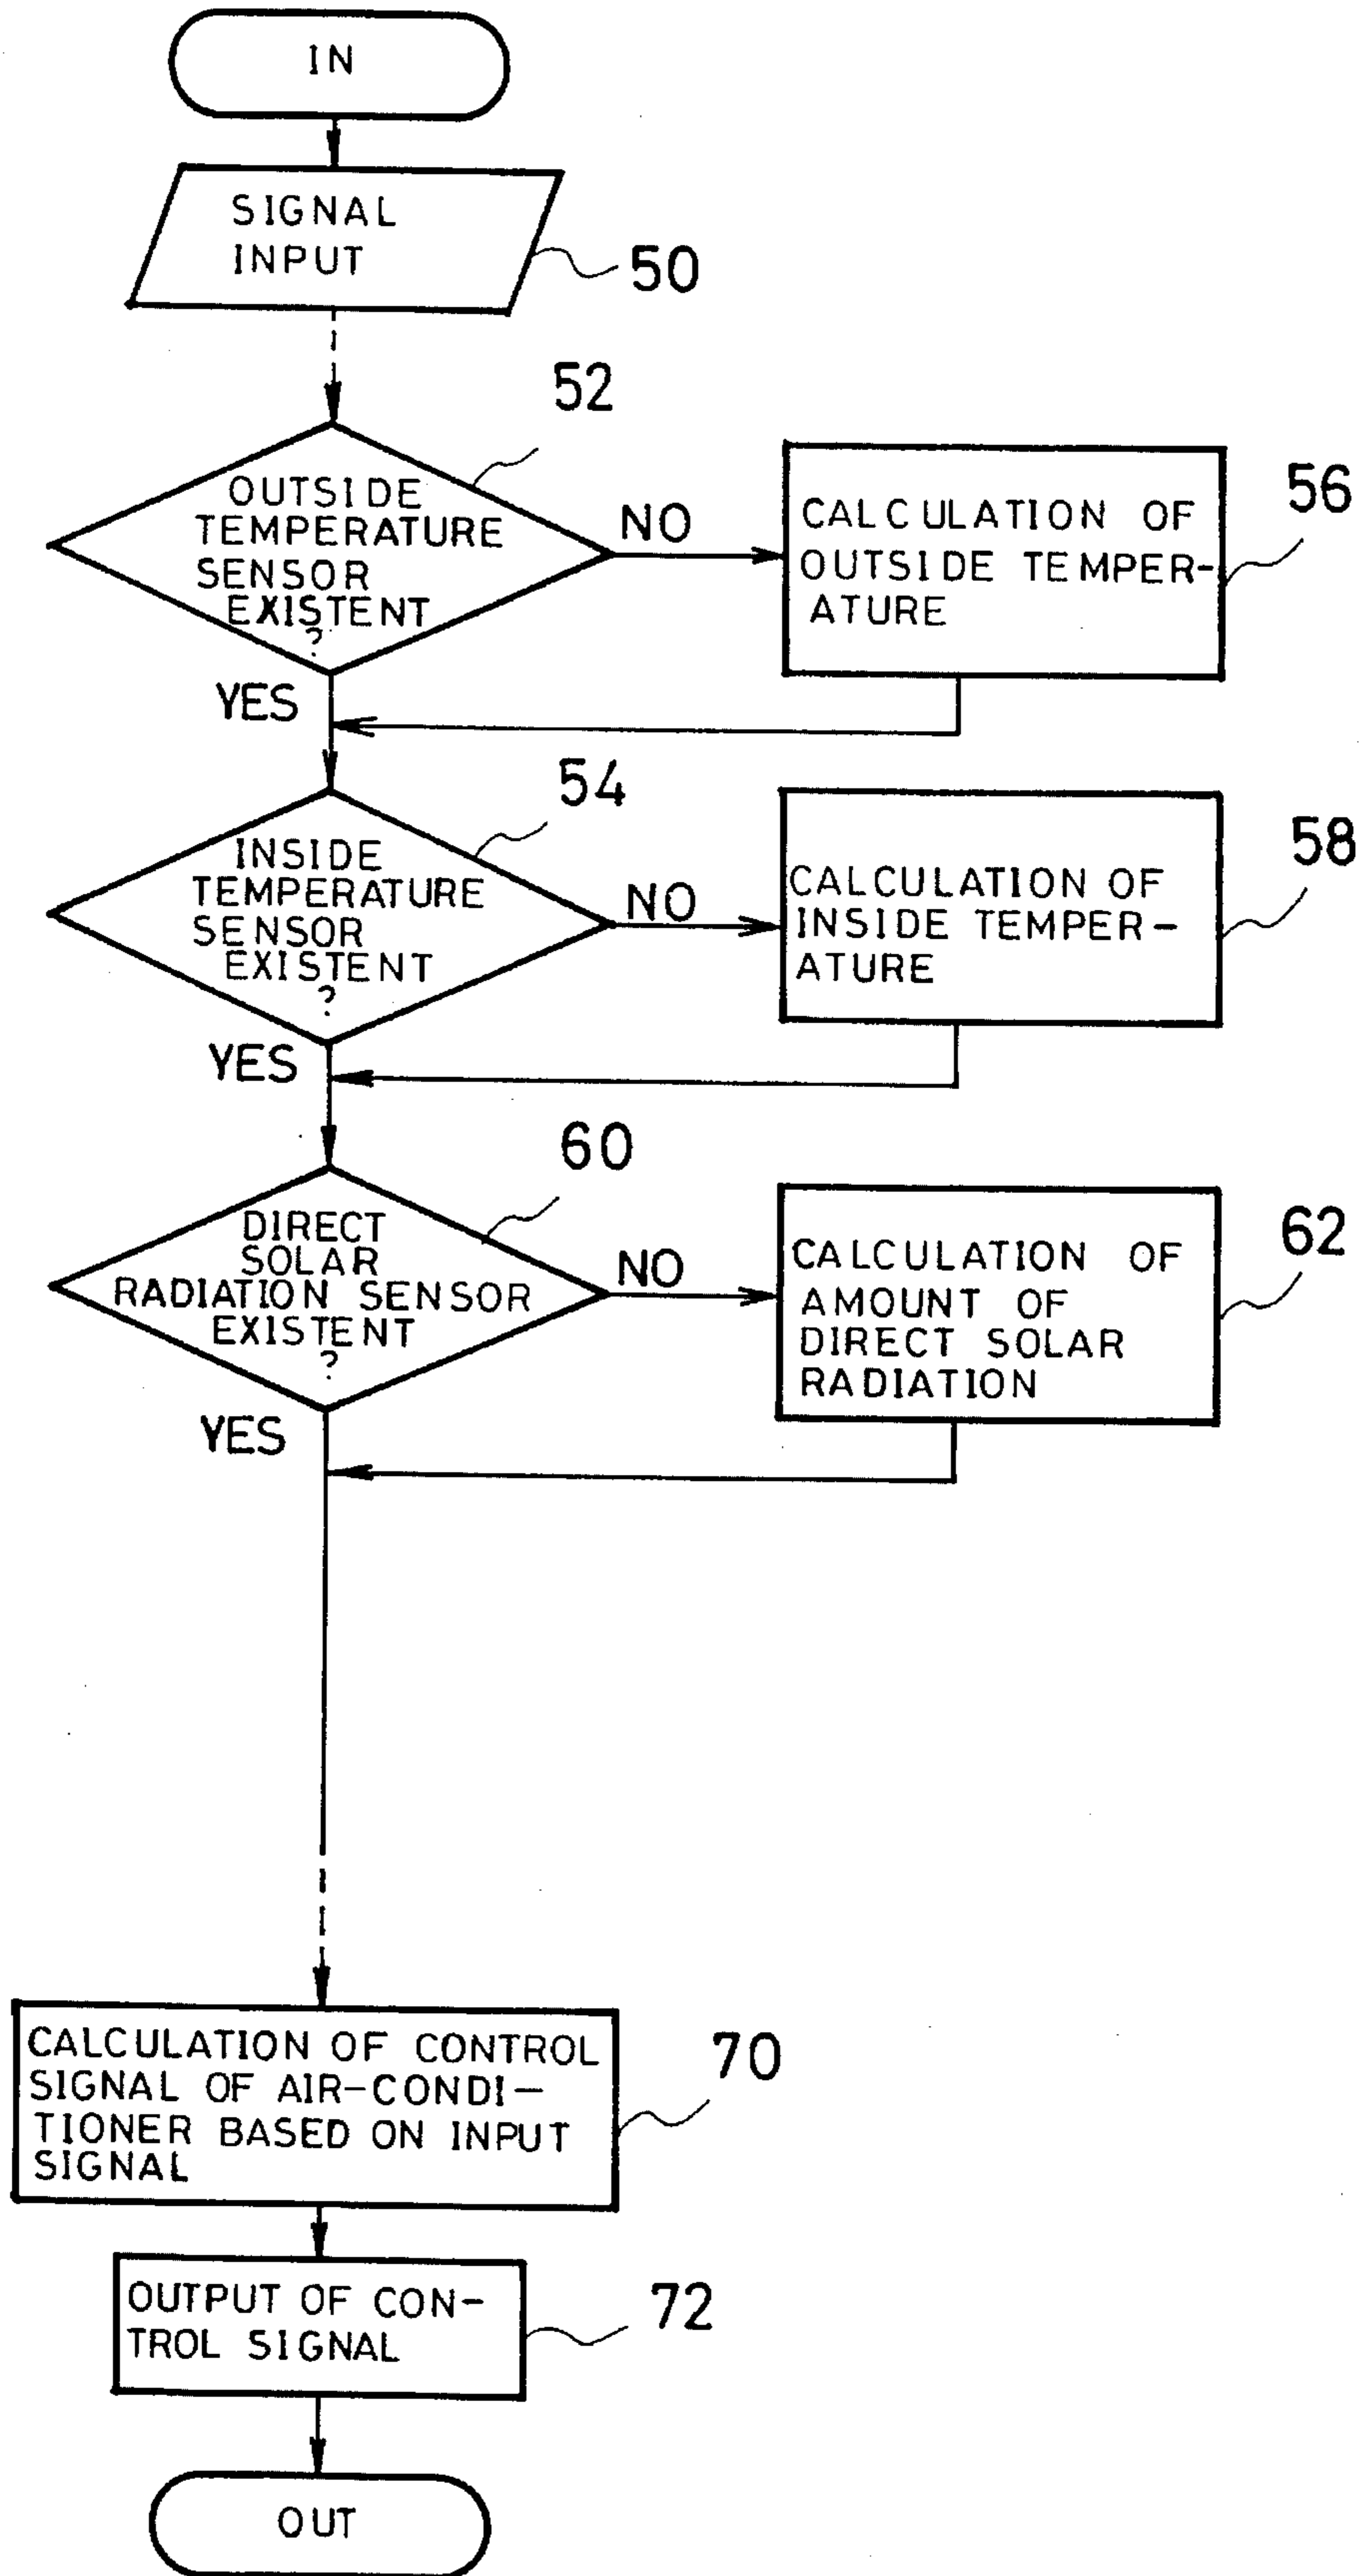 IN
SIGNAL
INPUT
50
52
OUTSIDE
TEMPERATURE
SENSOR
EXISTENT
?
NO
CALCULATION OF
OUTSIDE TEMPER-
ATURE
56
YES
54
INSIDE
TEMPERATURE
SENSOR
EXISTENT
?
NO
CALCULATION OF
INSIDE TEMPER-
ATURE
58
YES
60
DIRECT
SOLAR
RADIATION SENSOR
EXISTENT
?
NO
CALCULATION OF
AMOUNT OF
DIRECT SOLAR
RADIATION
62
YES
CALCULATION OF CONTROL
SIGNAL OF AIR-CONDI-
TIONER BASED ON INPUT
SIGNAL
70
OUTPUT OF CON-
TROL SIGNAL
72
OUT